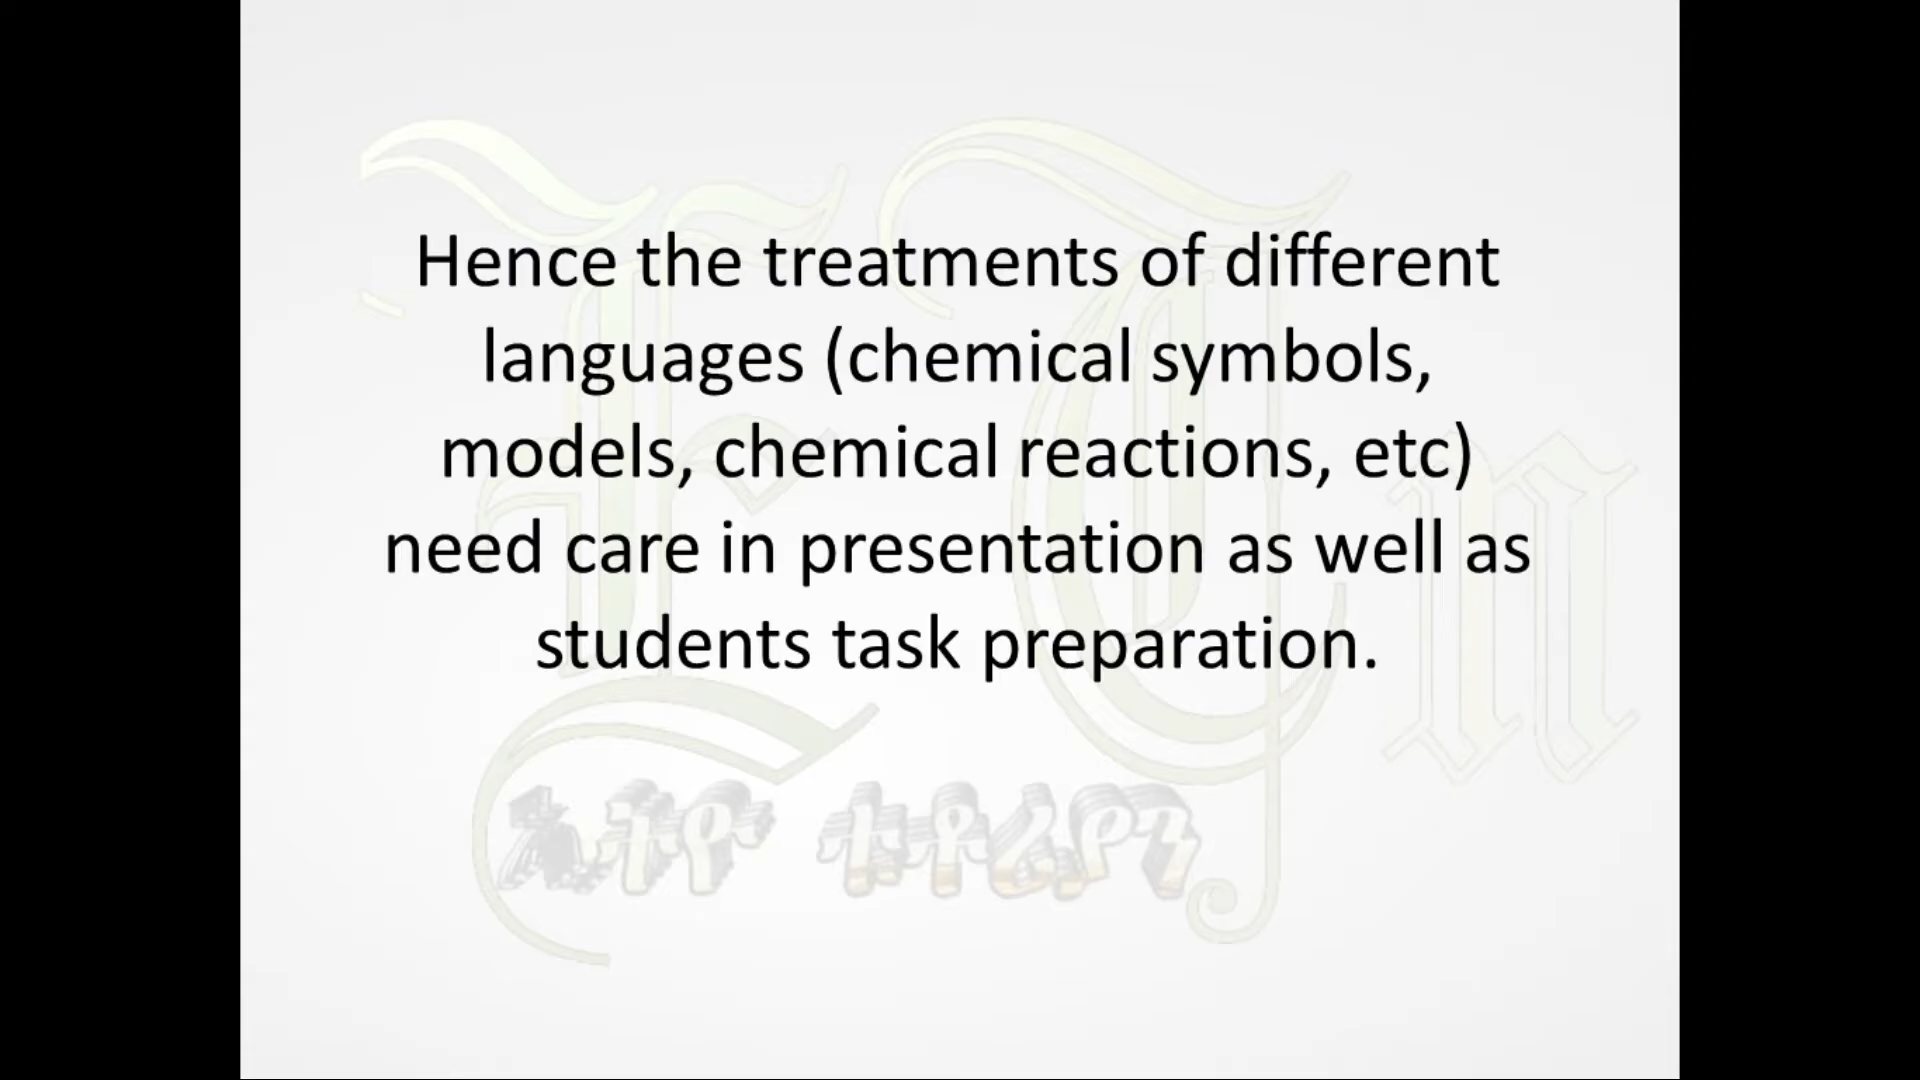 Hence the treatments of different
languages (chemical symbols,
models, chemical reactions, etc)
need care in presentation as well as
students task preparation.